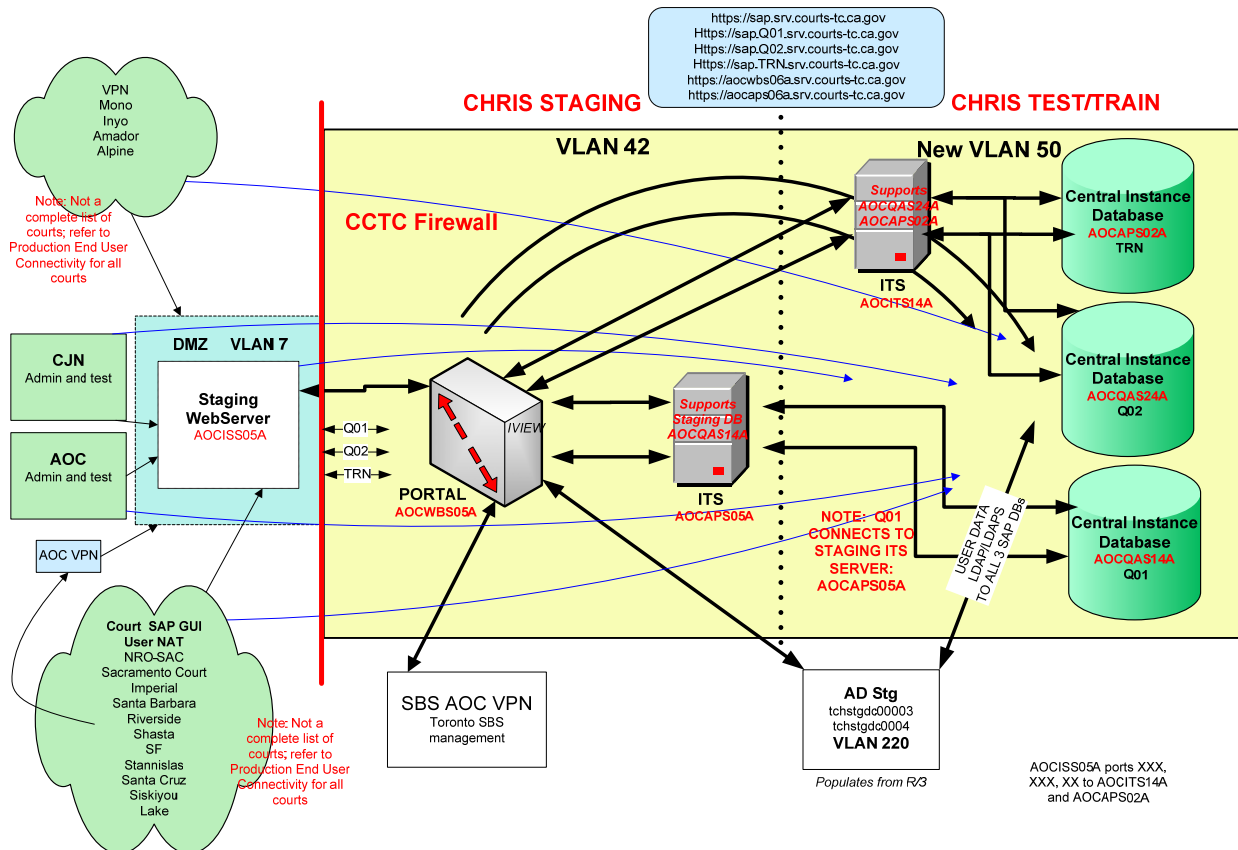 https://sap.srv.courts-tc.ca.gov
Https://sap.Q01.srv.courts-tc.ca.gov
Https://sap.Q02.srv.courts-tc.ca.gov
Https://sap.TRN.srv.courts-tc.ca.gov
https://aocwbs06a.srv.courts-tc.ca.gov
https://aocaps06a.srv.courts-tc.ca.gov
CHRIS STAGING
CHRIS TEST/TRAIN
VPN
Mono
Inyo
Amador
Alpine
Note: Not a
complete list of
courts; refer to
Production End User
Connectivity for all
courts
VLAN 42
New VLAN 50
CCTC Firewall
Supports
AOCQAS24A
AOCAPS02A
ITS
AOCITS14A
Central Instance
Database
AOCAPS02A
TRN
Central Instance
Database
AOCQAS24A
Q02
Central Instance
Database
AOCQAS14A
Q01
CJN
Admin and test
AOC
Admin and test
DMZ VLAN 7
Staging
WebServer
AOCISS05A
Q01
Q02
TRN
IVIEW
PORTAL
AOCWBS05A
Supports
Staging DB
AOCQAS14A
ITS
AOCAPS05A
NOTE: Q01
CONNECTS TO
STAGING ITS
SERVER:
AOCAPS05A
USER DATA
LDAP/LDAPS
TO ALL 3 SAP DBs
AOC VPN
Court SAP GUI
User NAT
NRO-SAC
Sacramento Court
Imperial
Santa Barbara
Riverside
Shasta
SF
Stannislas
Santa Cruz
Siskiyou
Lake
Note: Not a
complete list of
courts; refer to
Production End User
Connectivity for all
courts
SBS AOC VPN
Toronto SBS
management
AD Stg
tchstgdc00003
tchstgdc0004
VLAN 220
Populates from R/3
AOCISS05A ports XXX,
XXX, XX to AOCITS14A
and AOCAPS02A